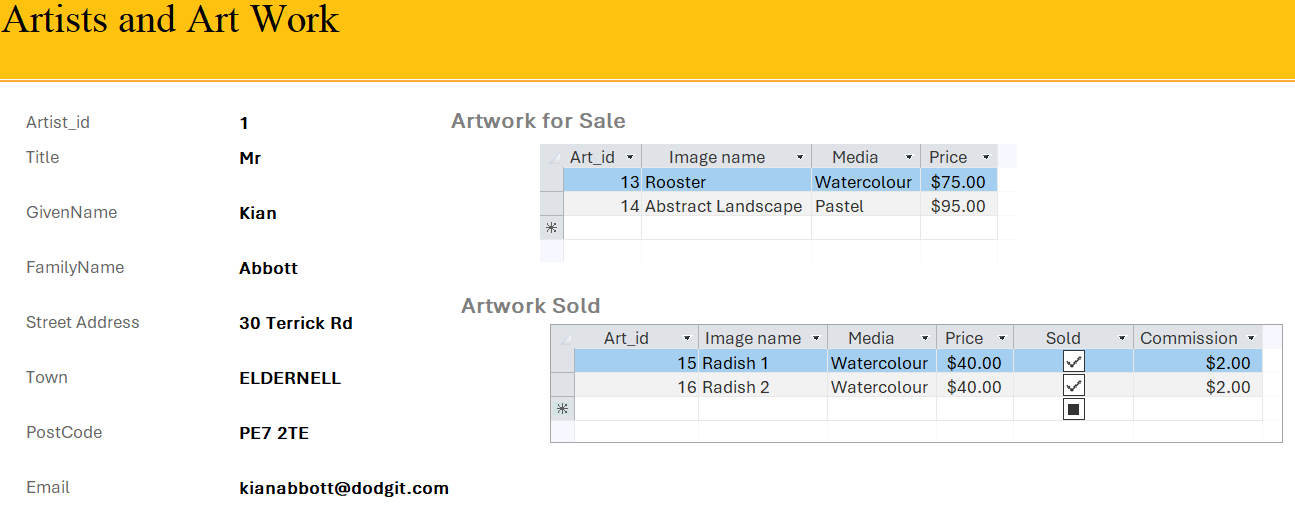 Artists and Art Work
Artist_id 1
Title Mr
GivenName Kian
FamilyName Abbott
Street Address 30 Terrick Rd
Town ELDERNELL
PostCode PE7 2TE
Email kianabbott@dodgit.com
Artwork for Sale
Art_id Image name Media Price
13 Rooster Watercolour $75.00
14 Abstract Landscape Pastel $95.00
Artwork Sold
Art_id Image name Media Price Sold Commission
15 Radish 1 Watercolour $40.00 $2.00
16 Radish 2 Watercolour $40.00 $2.00